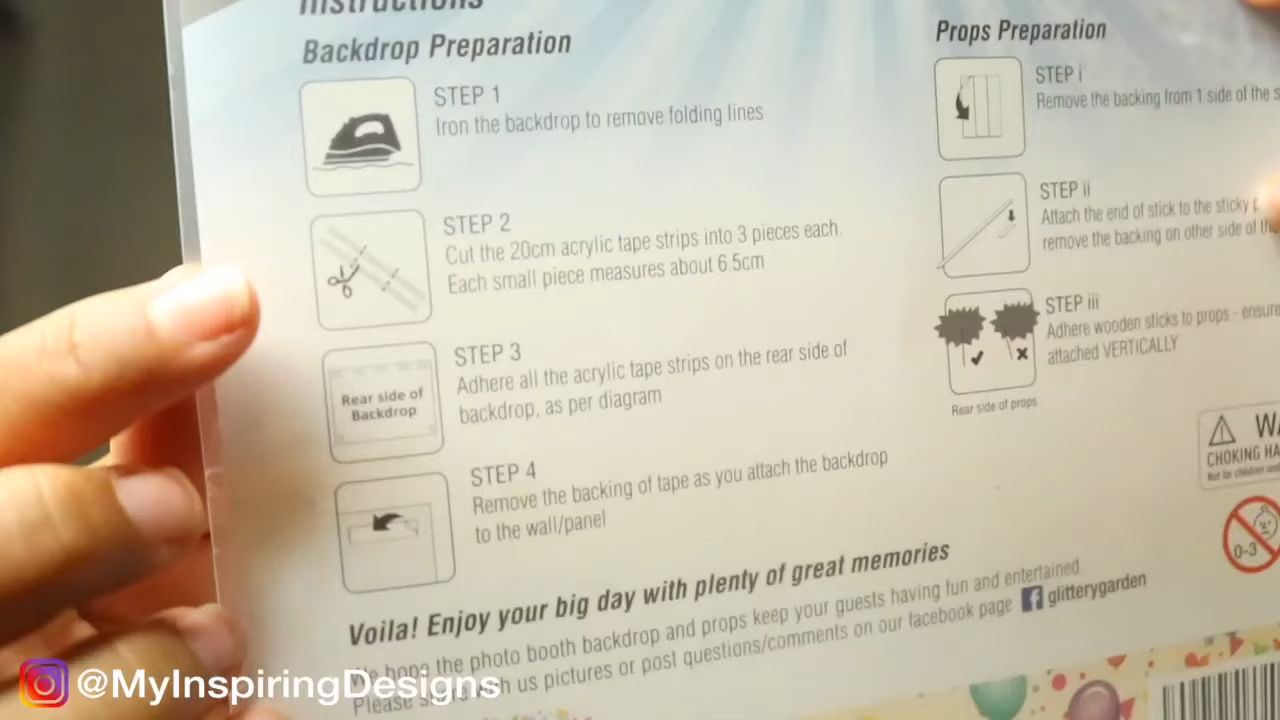 Instructions
Backdrop Preparation
STEP 1
Iron the backdrop to remove folding lines
STEP 2
Cut the 20cm acrylic tape strips into 3 pieces each.
Each small piece measures about 6.5cm
Rear side of
Backdrop
STEP 3
Adhere all the acrylic tape strips on the rear side of
backdrop, as per diagram
STEP 4
Remove the backing of tape as you attach the backdrop
to the wall/panel
Voila! Enjoy your big day with plenty of great memories
We hope the photo booth backdrop and props keep your guests having fun and entertained
Please us pictures or post questions/comments on our facebook page f glitterygarden
Props Preparation
STEP i
Remove the backing from 1 side of the
STEP ii
Attach the end of stick to the sticky
remove the backing on other side of
STEP iii
Adhere wooden sticks to props - ensure
attached VERTICALLY
Rear side of props
CHOKING
Not for children
0-3
@MyInspiringDesigns